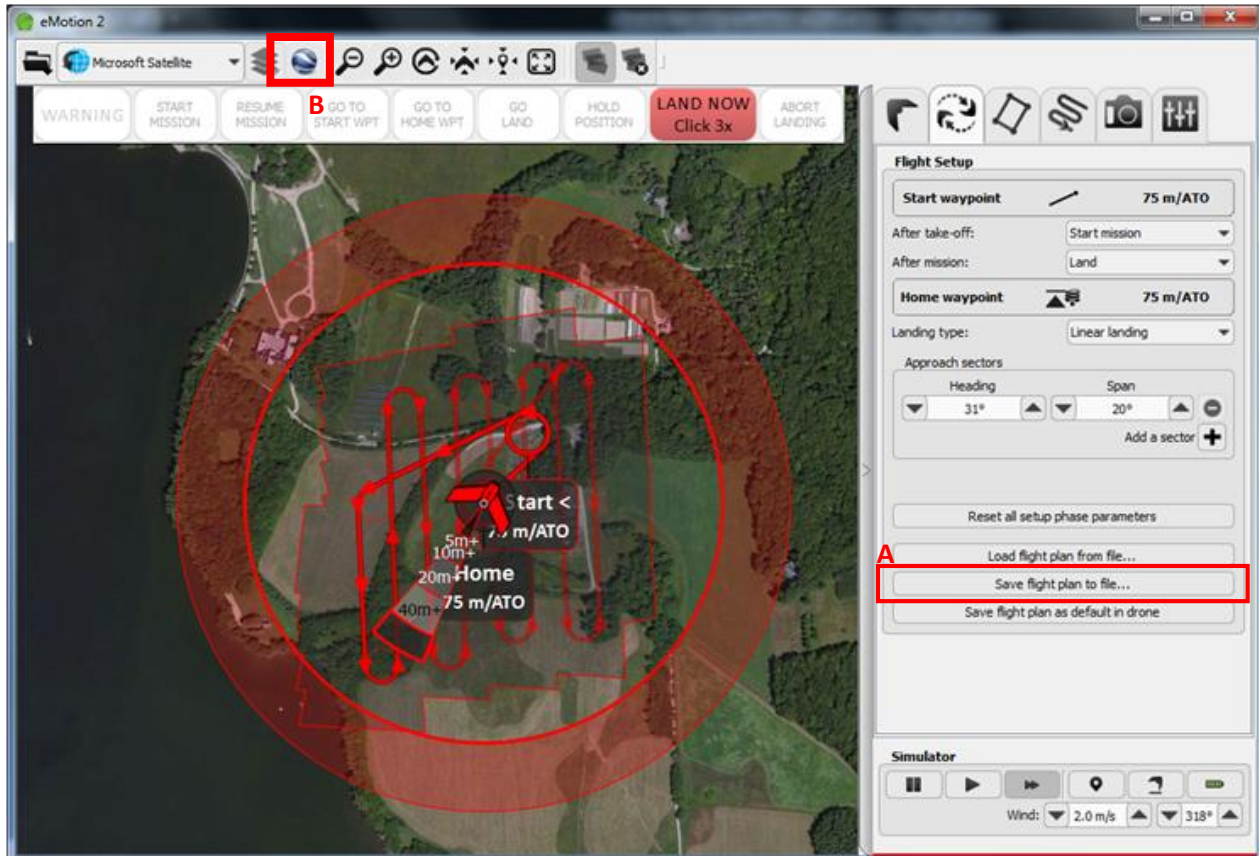 eMotion 2
Microsoft Satellite
B
WARNING
START
MISSION
RESUME
MISSION
GO TO
START WPT
GO TO
HOME WPT
GO
LAND
HOLD
POSITION
LAND NOW
Click 3x
ABORT
LANDING
Start <
75 m/ATO
5m+
10m+
20m+
Home
40m+
75 m/ATO
Flight Setup
Start waypoint 75 m/ATO
After take-off: Start mission
After mission: Land
Home waypoint 75 m/ATO
Landing type: Linear landing
Approach sectors
Heading Span
31° 20°
Add a sector
Reset all setup phase parameters
A
Load flight plan from file...
Save flight plan to file...
Save flight plan as default in drone
Simulator
Wind: 2.0 m/s 318°